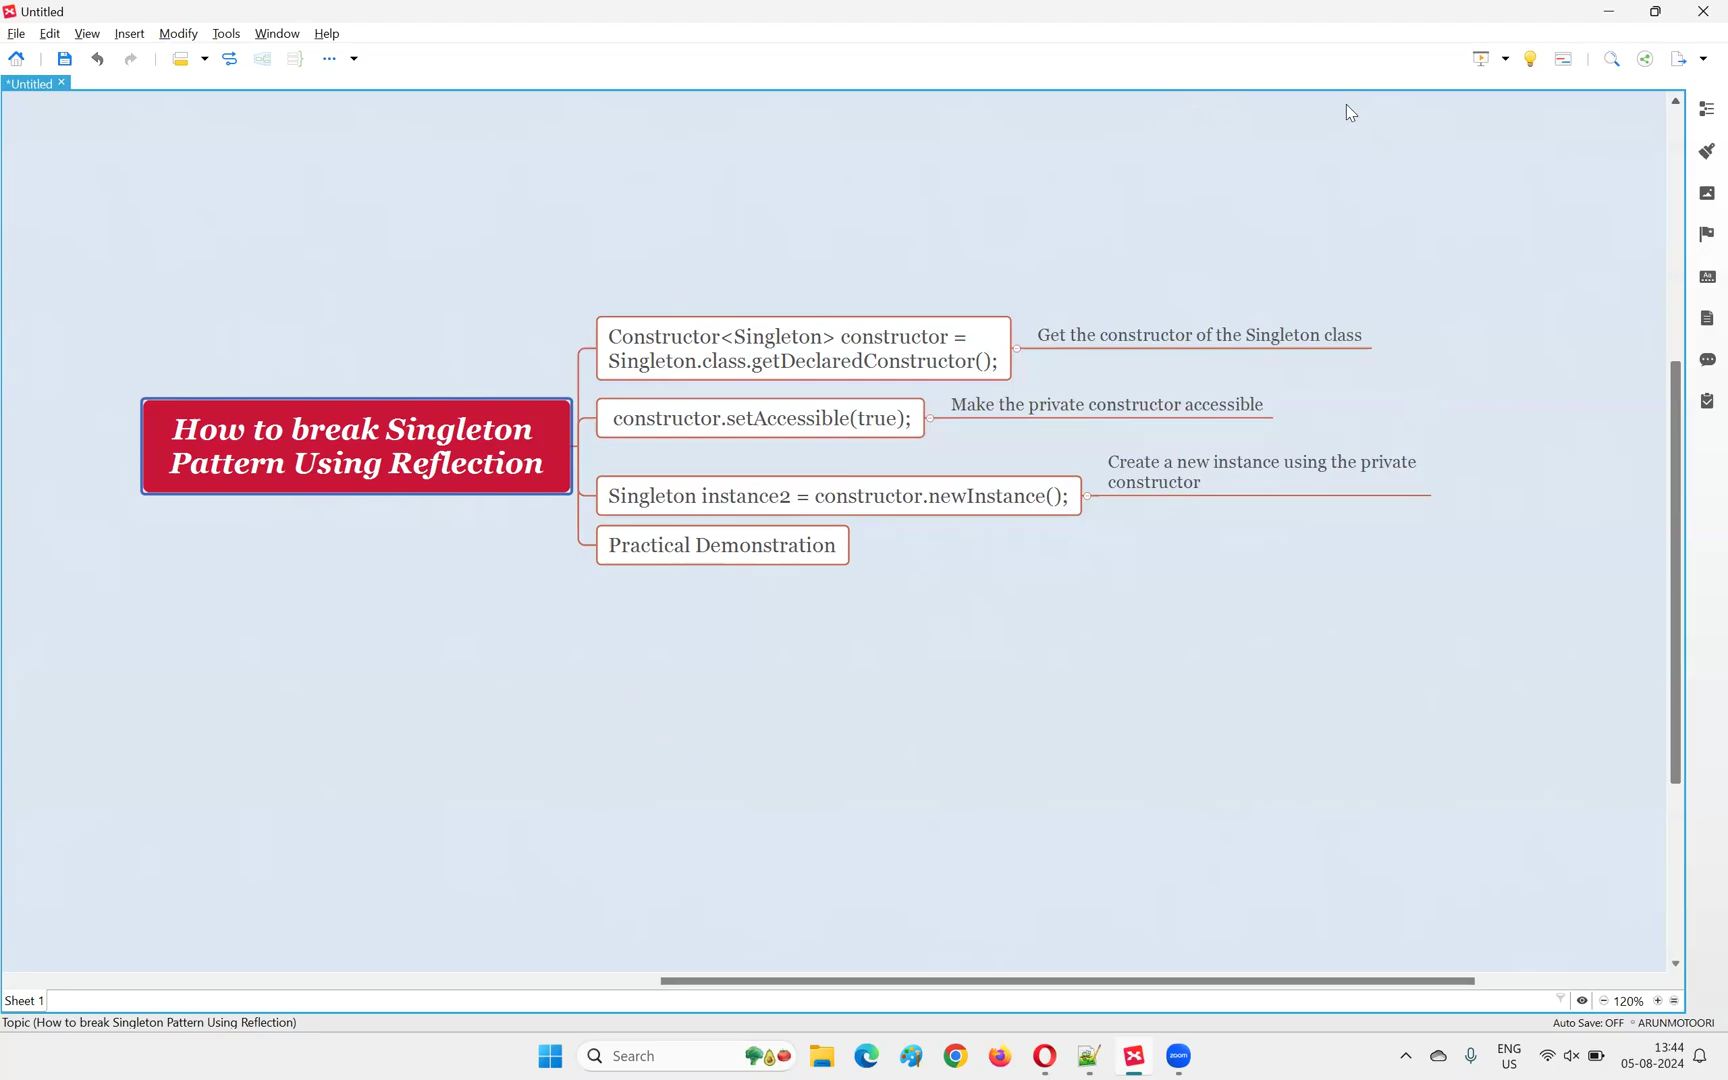 Untitled
File Edit View Insert Modify Tools Window Help
*Untitled
Constructor<Singleton> constructor =
Singleton.class.getDeclaredConstructor();
Get the constructor of the Singleton class
constructor.setAccessible(true);
Make the private constructor accessible
How to break Singleton
Pattern Using Reflection
Singleton instance2 = constructor.newInstance();
Create a new instance using the private
constructor
Practical Demonstration
Sheet 1
120%
Topic (How to break Singleton Pattern Using Reflection)
Auto Save: OFF
ARUNMOTOORI
Search
zoom
ENG
US
13:44
05-08-2024